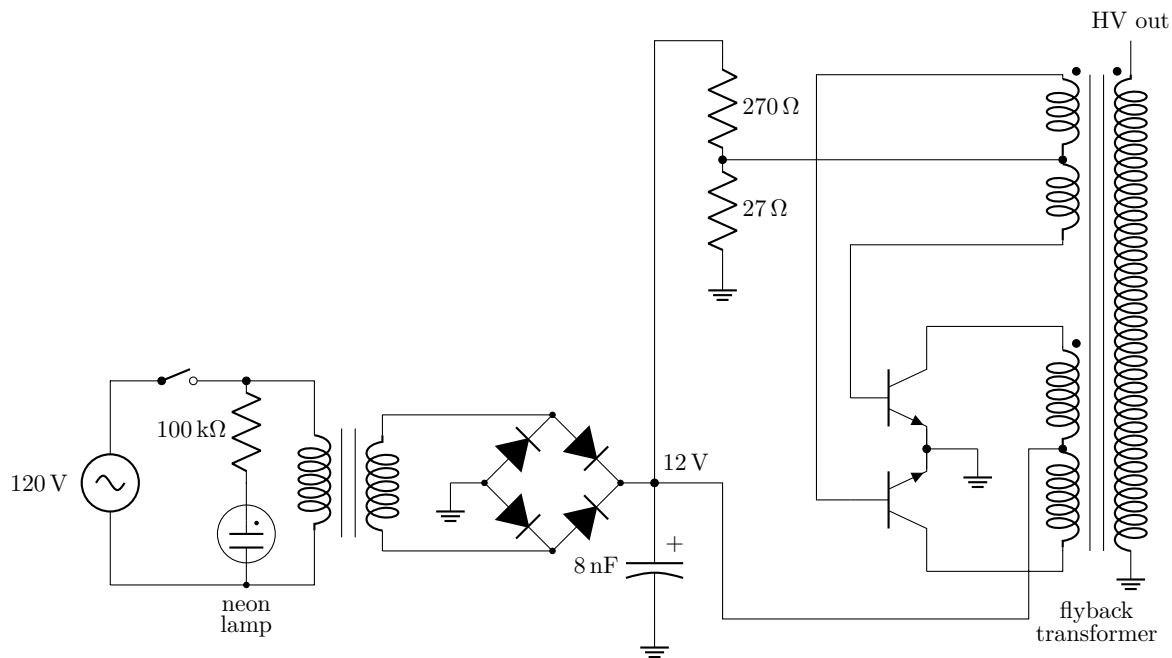 HV out
270 Ω
27 Ω
100 kΩ
120 V
12 V
+
8 nF
neon
lamp
flyback
transformer